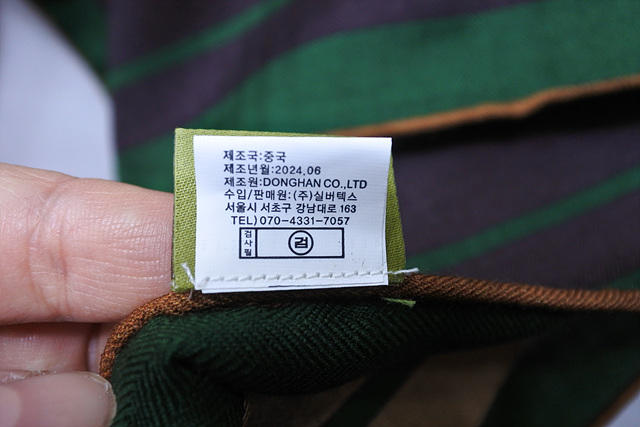 제조국:중국
제조년월:2024.06
제조원:DONGHAN CO.,LTD
수입/판매원:(주)실버텍스
서울시 서초구 강남대로 163
TEL) 070-4331-7057
검사필 검